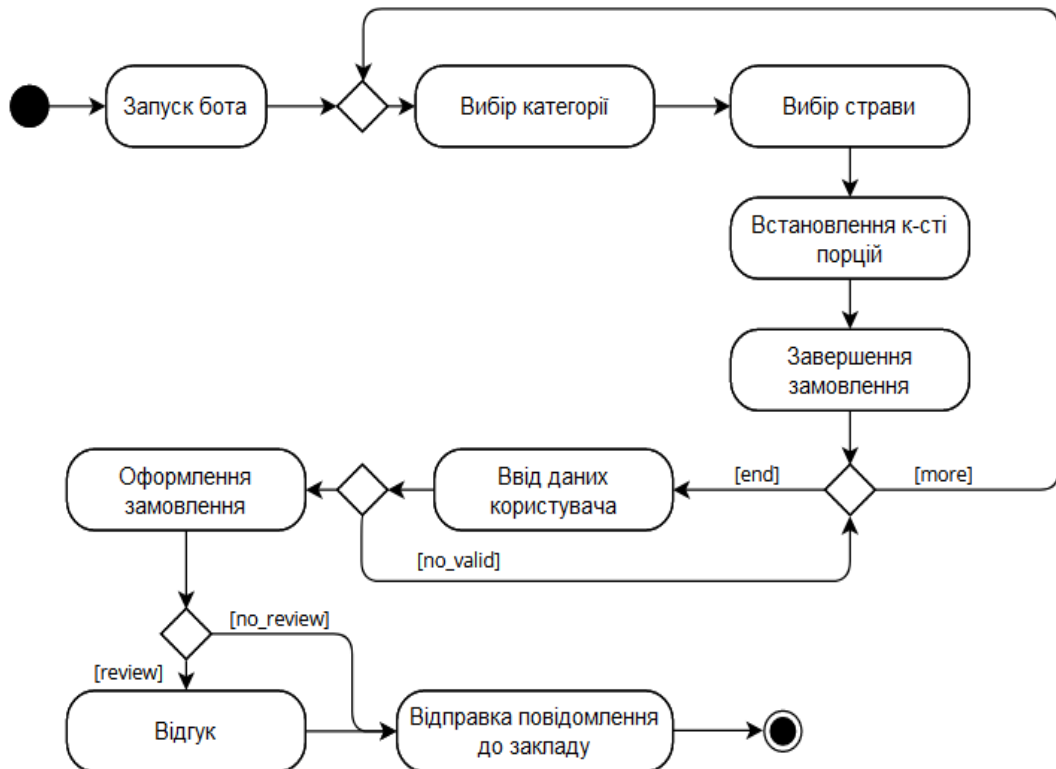 Запуск бота
Вибір категорії
Вибір страви
Встановлення к-сті
порцій
Завершення
замовлення
[end]
[more]
Ввід даних
користувача
Оформлення
замовлення
[no_valid]
[no_review]
[review]
Відгук
Відправка повідомлення
до закладу